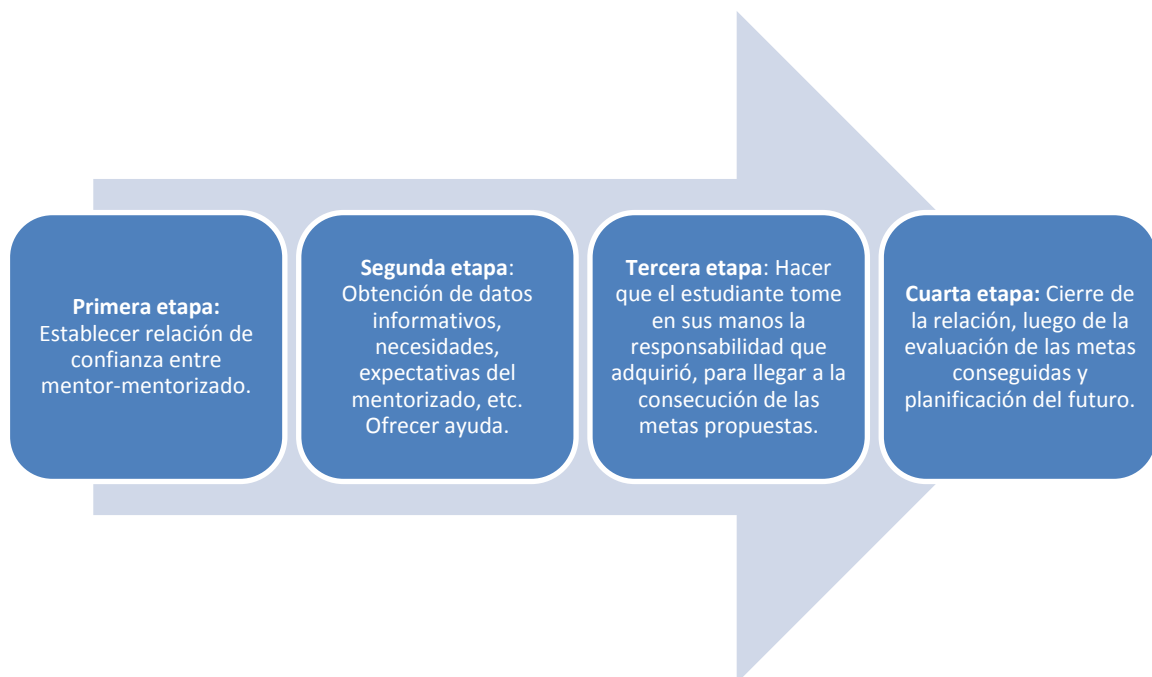 Primera etapa:
Establecer relación de
confianza entre
mentor-mentorizado.
Segunda etapa:
Obtención de datos
informativos,
necesidades,
expectativas del
mentorizado, etc.
Ofrecer ayuda.
Tercera etapa: Hacer
que el estudiante tome
en sus manos la
responsabilidad que
adquirió, para llegar a la
consecución de las
metas propuestas.
Cuarta etapa: Cierre de
la relación, luego de la
evaluación de las metas
conseguidas y
planificación del futuro.